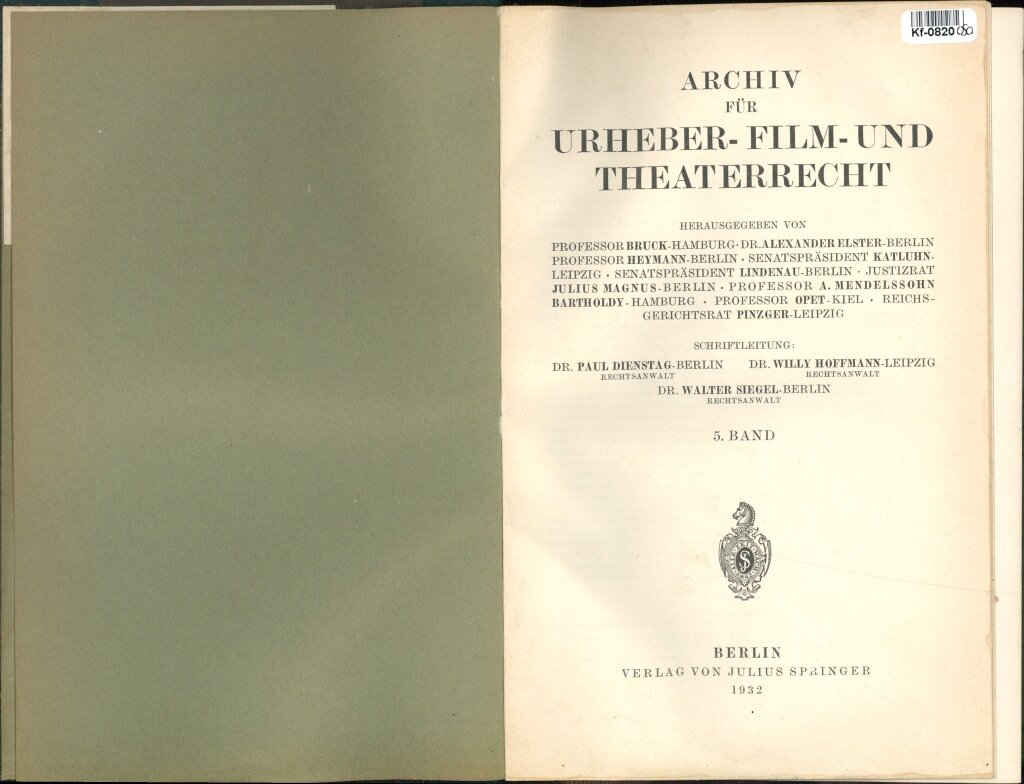 Kf-0820
ARCHIV
FÜR
URHEBER- FILM- UND
THEATERRECHT
HERAUSGEGEBEN VON
PROFESSOR BRUCK-HAMBURG · DR. ALEXANDER ELSTER-BERLIN
PROFESSOR HEYMANN-BERLIN · SENATSPRÄSIDENT KATLUHN-
LEIPZIG · SENATSPRÄSIDENT LINDENAU-BERLIN · JUSTIZRAT
JULIUS MAGNUS-BERLIN · PROFESSOR A. MENDELSSOHN
BARTHOLDY-HAMBURG · PROFESSOR OPET-KIEL · REICHS-
GERICHTSRAT PINZGER-LEIPZIG
SCHRIFTLEITUNG:
DR. PAUL DIENSTAG-BERLIN DR. WILLY HOFFMANN-LEIPZIG
RECHTSANWALT RECHTSANWALT
DR. WALTER SIEGEL-BERLIN
RECHTSANWALT
5. BAND
BERLIN
VERLAG VON JULIUS SPRINGER
1932